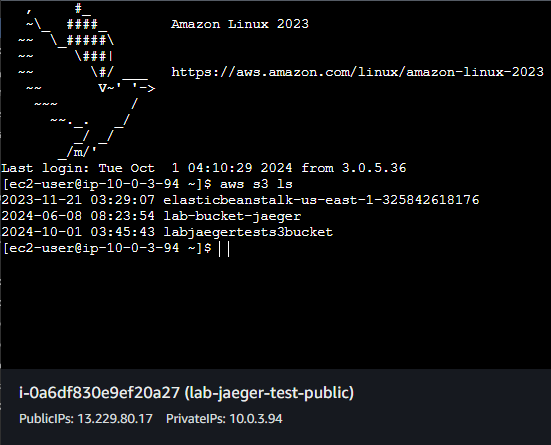 ,     #_
   ~\_  ####_        Amazon Linux 2023
  ~~  \_#####\
  ~~     \###|
  ~~       \#/ ___   https://aws.amazon.com/linux/amazon-linux-2023
   ~~       V~' '->
    ~~~         /
      ~~._.   _/
         _/ _/
       _/m/'
Last login: Tue Oct  1 04:10:29 2024 from 3.0.5.36
[ec2-user@ip-10-0-3-94 ~]$ aws s3 ls
2023-11-21 03:29:07 elasticbeanstalk-us-east-1-325842618176
2024-06-08 08:23:54 lab-bucket-jaeger
2024-10-01 03:45:43 labjaegertests3bucket
[ec2-user@ip-10-0-3-94 ~]$
i-0a6df830e9ef20a27 (lab-jaeger-test-public)
PublicIPs: 13.229.80.17 PrivateIPs: 10.0.3.94